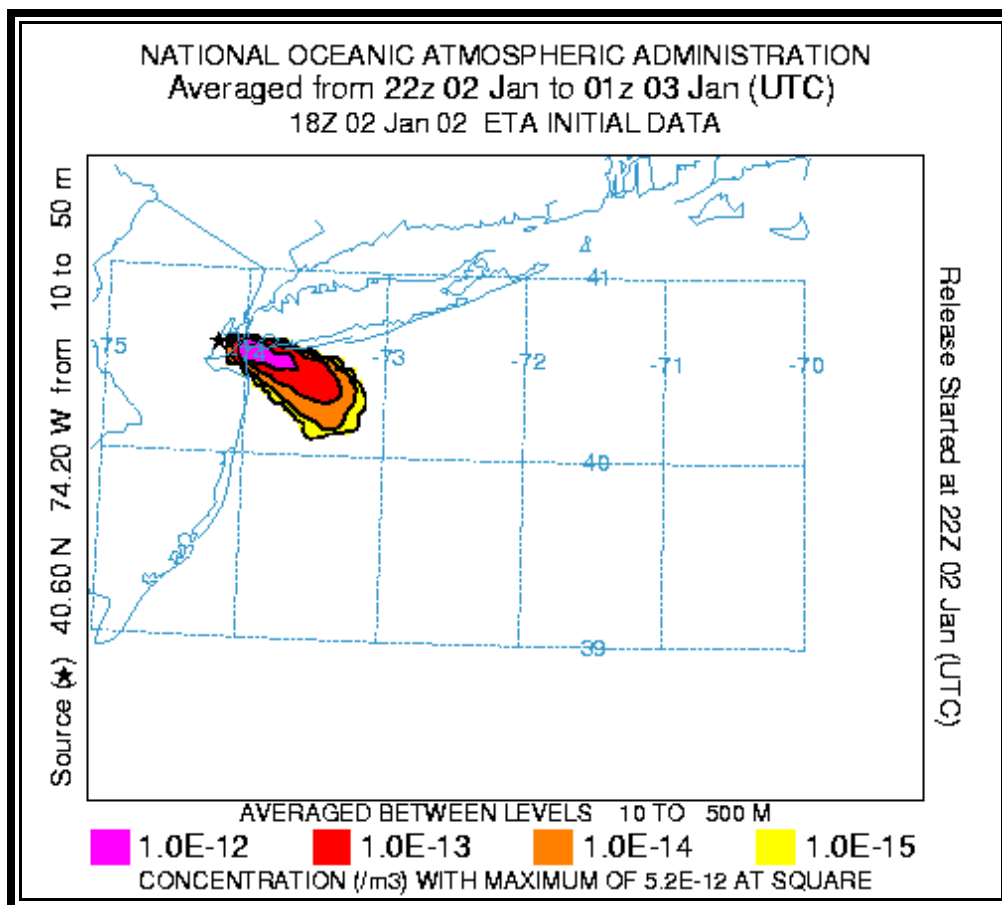 NATIONAL OCEANIC ATMOSPHERIC ADMINISTRATION
Averaged from 22z 02 Jan to 01z 03 Jan (UTC)
18Z 02 Jan 02 ETA INITIAL DATA
Source (★) 40.60 N 74.20 W from 10 to 50 m
41
-75
-73
-72
-71
-70
40
39
Release Started at 22Z 02 Jan (UTC)
AVERAGED BETWEEN LEVELS 10 TO 500 M
1.0E-12 1.0E-13 1.0E-14 1.0E-15
CONCENTRATION (/m3) WITH MAXIMUM OF 5.2E-12 AT SQUARE